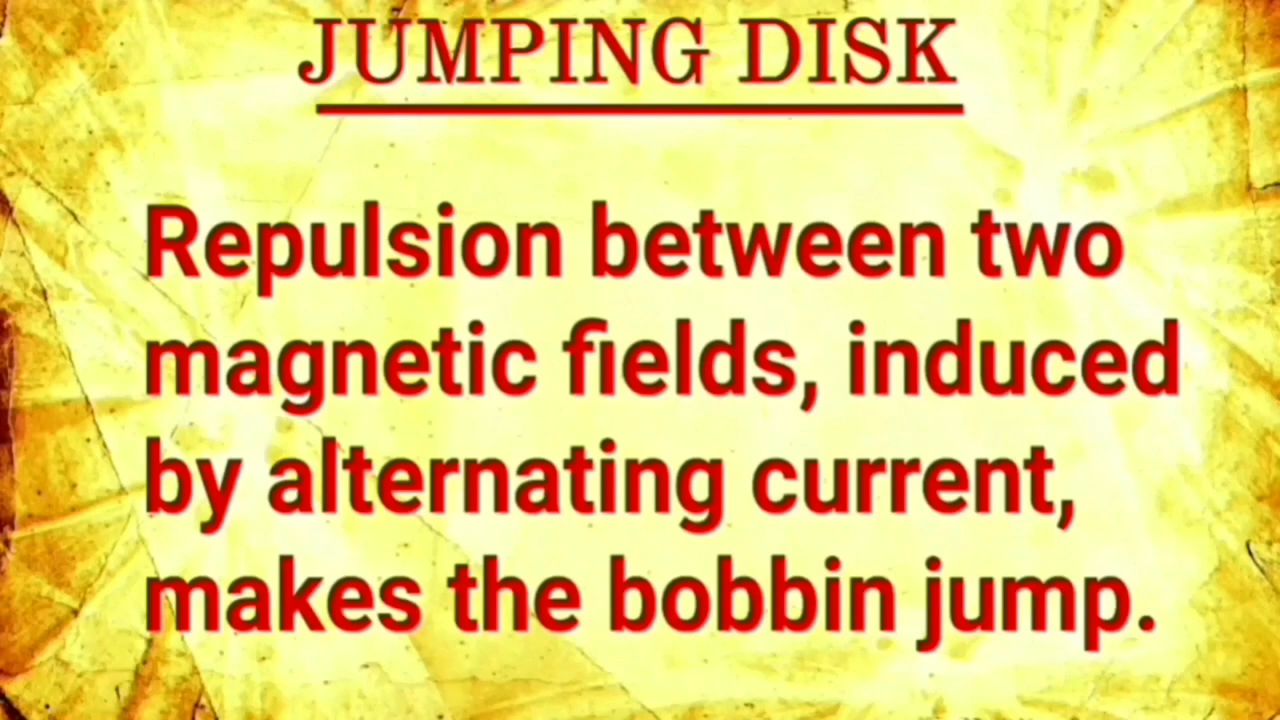 JUMPING DISK
Repulsion between two
magnetic fields, induced
by alternating current,
makes the bobbin jump.